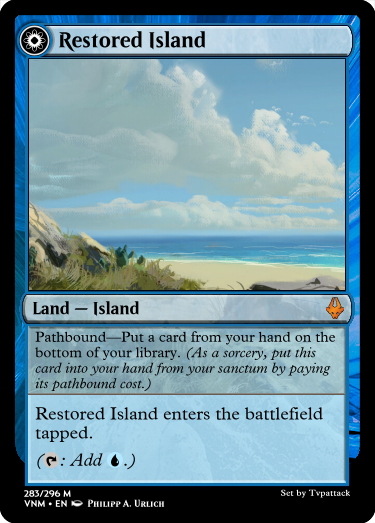 Restored Island
Land — Island
Pathbound—Put a card from your hand on the
bottom of your library. (As a sorcery, put this
card into your hand from your sanctum by paying
its pathbound cost.)
Restored Island enters the battlefield
tapped.
(: Add .)
283/296 M
VNM • EN Philipp A. Urlich
Set by Tvpattack